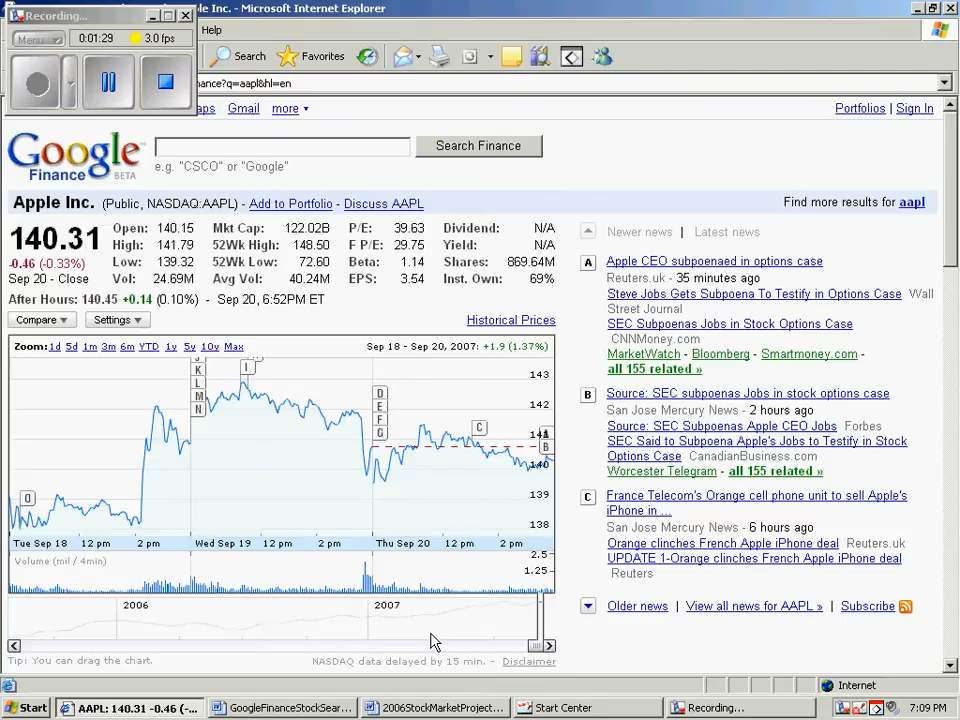 Recording...
le Inc. - Microsoft Internet Explorer
Menu
0:01:29
3.0 fps
Help
Search
Favorites
nance?q=aapl&hl=en
aps Gmail more
Portfolios | Sign In
Google
Finance BETA
Search Finance
e.g. "CSCO" or "Google"
Apple Inc. (Public, NASDAQ:AAPL) - Add to Portfolio - Discuss AAPL
Find more results for aapl
140.31
-0.46 (-0.33%)
Sep 20 - Close
Open: 140.15 Mkt Cap: 122.02B P/E: 39.63 Dividend: N/A
High: 141.79 52Wk High: 148.50 F P/E: 29.75 Yield: N/A
Low: 139.32 52Wk Low: 72.60 Beta: 1.14 Shares: 869.64M
Vol: 24.69M Avg Vol: 40.24M EPS: 3.54 Inst. Own: 69%
After Hours: 140.45 +0.14 (0.10%) - Sep 20, 6:52PM ET
Compare Settings
Historical Prices
Zoom: 1d 5d 1m 3m 6m YTD 1y 5y 10y Max
Sep 18 - Sep 20, 2007: +1.9 (1.37%)
143
142
141
140
139
138
K
L
M
N
I
D
E
F
G
C
B
O
Tue Sep 18 12 pm 2 pm Wed Sep 19 12 pm 2 pm Thu Sep 20 12 pm 2 pm
Volume (mil / 4min)
2.5
1.25
2006 2007
Tip: You can drag the chart.
NASDAQ data delayed by 15 min. - Disclaimer
Newer news | Latest news
A Apple CEO subpoenaed in options case
Reuters.uk - 35 minutes ago
Steve Jobs Gets Subpoena To Testify in Options Case Wall
Street Journal
SEC Subpoenas Jobs in Stock Options Case
CNNMoney.com
MarketWatch - Bloomberg - Smartmoney.com -
all 155 related »
B Source: SEC subpoenas Jobs in stock options case
San Jose Mercury News - 2 hours ago
Source: SEC Subpoenas Apple CEO Jobs Forbes
SEC Said to Subpoena Apple's Jobs to Testify in Stock
Options Case CanadianBusiness.com
Worcester Telegram - all 155 related »
C France Telecom's Orange cell phone unit to sell Apple's
iPhone in ...
San Jose Mercury News - 6 hours ago
Orange clinches French Apple iPhone deal Reuters.uk
UPDATE 1-Orange clinches French Apple iPhone deal
Reuters
Older news | View all news for AAPL » | Subscribe
Internet
Start
AAPL: 140.31 -0.46 (-...
GoogleFinanceStockSear...
2006StockMarketProject...
Start Center
Recording...
7:09 PM